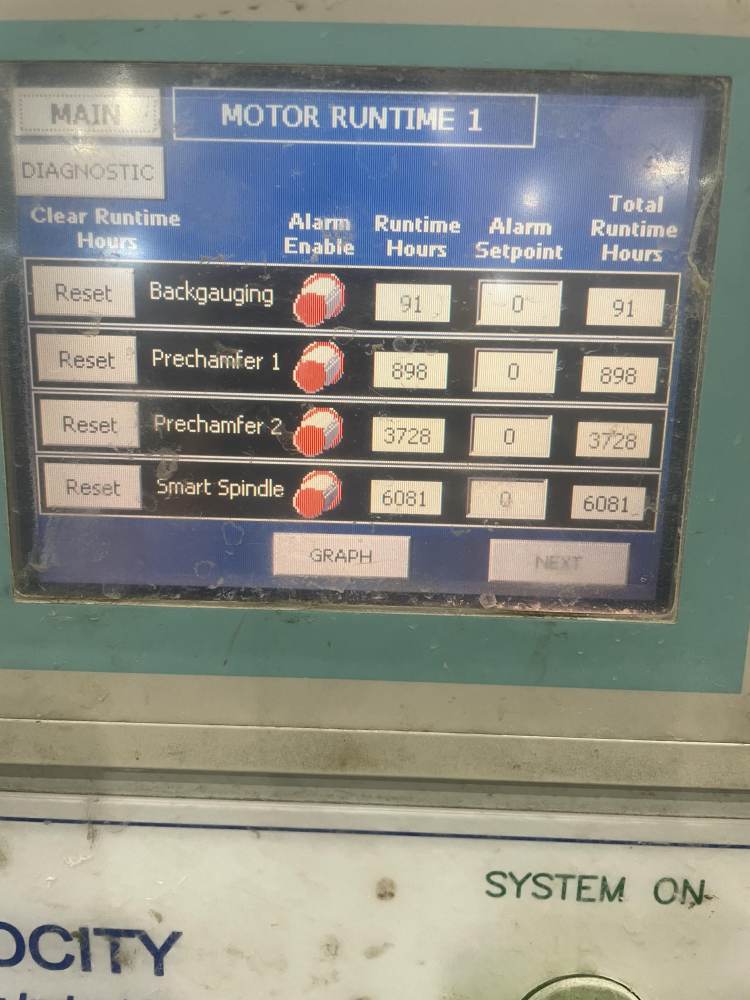 MAIN
MOTOR RUNTIME 1
DIAGNOSTIC
Clear Runtime Hours
Alarm Enable
Runtime Hours
Alarm Setpoint
Total Runtime Hours
Reset Backgauging 91 0 91
Reset Prechamfer 1 898 0 898
Reset Prechamfer 2 3728 0 3728
Reset Smart Spindle 6081 0 6081
GRAPH NEXT
SYSTEM ON
OCITY